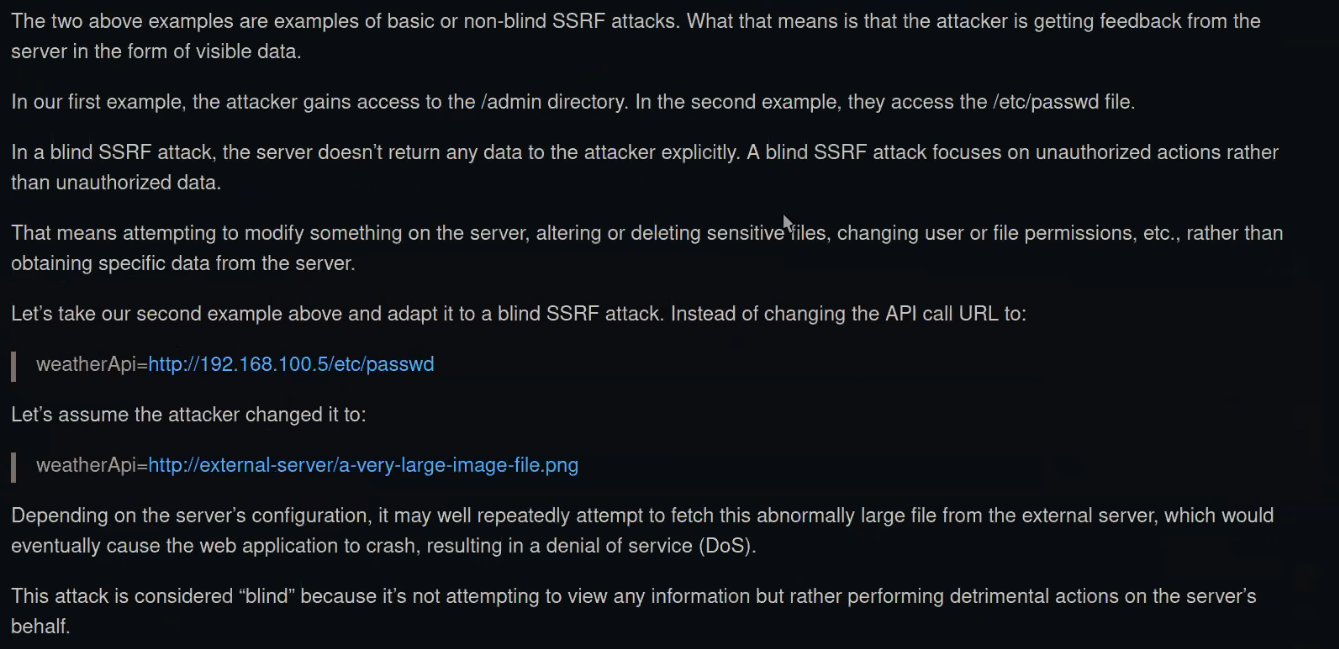 The two above examples are examples of basic or non-blind SSRF attacks. What that means is that the attacker is getting feedback from the
server in the form of visible data.
In our first example, the attacker gains access to the /admin directory. In the second example, they access the /etc/passwd file.
In a blind SSRF attack, the server doesn’t return any data to the attacker explicitly. A blind SSRF attack focuses on unauthorized actions rather
than unauthorized data.
That means attempting to modify something on the server, altering or deleting sensitive files, changing user or file permissions, etc., rather than
obtaining specific data from the server.
Let’s take our second example above and adapt it to a blind SSRF attack. Instead of changing the API call URL to:
weatherApi=http://192.168.100.5/etc/passwd
Let’s assume the attacker changed it to:
weatherApi=http://external-server/a-very-large-image-file.png
Depending on the server’s configuration, it may well repeatedly attempt to fetch this abnormally large file from the external server, which would
eventually cause the web application to crash, resulting in a denial of service (DoS).
This attack is considered “blind” because it’s not attempting to view any information but rather performing detrimental actions on the server’s
behalf.